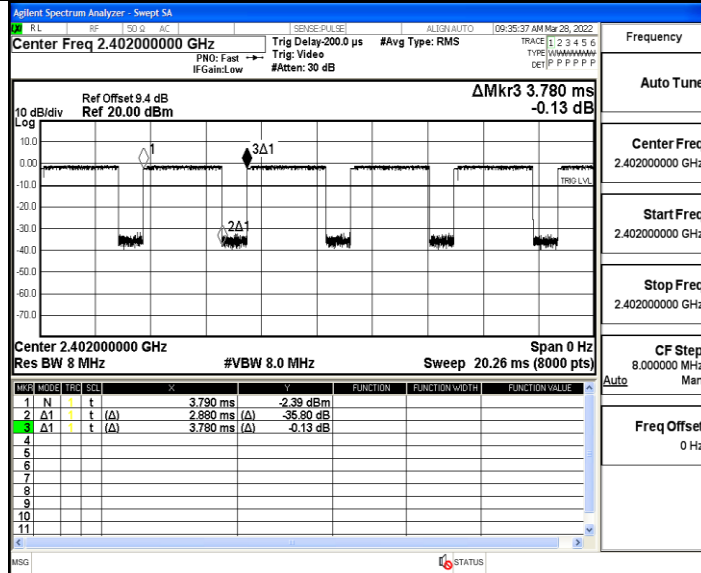 Agilent Spectrum Analyzer - Swept SA
RL RF 50 Ω AC SENSE:PULSE ALIGN AUTO 09:35:37 AM Mar 28, 2022
Center Freq 2.402000000 GHz
PNO: Fast
IFGain:Low
Trig Delay-200.0 µs
Trig: Video
#Atten: 30 dB
#Avg Type: RMS
TRACE 1 2 3 4 5 6
TYPE WWWWWW
DET P P P P P P
ΔMkr3 3.780 ms
-0.13 dB
Ref Offset 9.4 dB
10 dB/div Ref 20.00 dBm
Log
10.0
0.00
-10.0
-20.0
-30.0
-40.0
-50.0
-60.0
-70.0
1
3Δ1
2Δ1
TRIG LVL
Center 2.402000000 GHz Span 0 Hz
Res BW 8 MHz #VBW 8.0 MHz Sweep 20.26 ms (8000 pts)
MKR MODE TRC SCL X Y FUNCTION FUNCTION WIDTH FUNCTION VALUE
1 N 1 t 3.790 ms -2.39 dBm
2 Δ1 1 t (Δ) 2.880 ms (Δ) -35.80 dB
3 Δ1 1 t (Δ) 3.780 ms (Δ) -0.13 dB
4
5
6
7
8
9
10
11
MSG STATUS
Frequency
Auto Tune
Center Freq
2.402000000 GHz
Start Freq
2.402000000 GHz
Stop Freq
2.402000000 GHz
CF Step
8.000000 MHz
Auto Man
Freq Offset
0 Hz